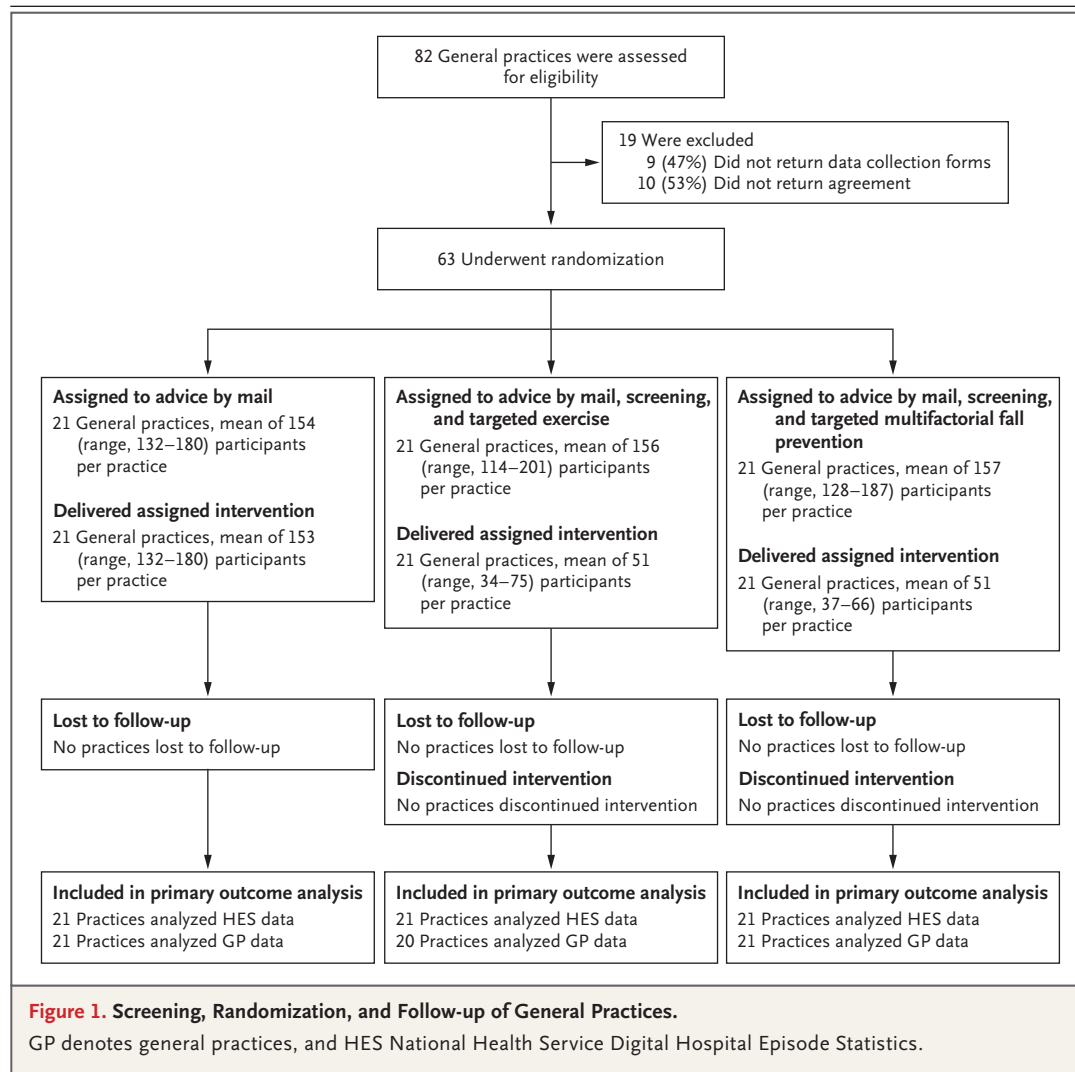 82 General practices were assessed
for eligibility
19 Were excluded
9 (47%) Did not return data collection forms
10 (53%) Did not return agreement
63 Underwent randomization
Assigned to advice by mail
21 General practices, mean of 154
(range, 132–180) participants
per practice
Delivered assigned intervention
21 General practices, mean of 153
(range, 132–180) participants
per practice
Assigned to advice by mail, screening,
and targeted exercise
21 General practices, mean of 156
(range, 114–201) participants
per practice
Delivered assigned intervention
21 General practices, mean of 51
(range, 34–75) participants
per practice
Assigned to advice by mail, screening,
and targeted multifactorial fall
prevention
21 General practices, mean of 157
(range, 128–187) participants
per practice
Delivered assigned intervention
21 General practices, mean of 51
(range, 37–66) participants
per practice
Lost to follow-up
No practices lost to follow-up
Lost to follow-up
No practices lost to follow-up
Discontinued intervention
No practices discontinued intervention
Lost to follow-up
No practices lost to follow-up
Discontinued intervention
No practices discontinued intervention
Included in primary outcome analysis
21 Practices analyzed HES data
21 Practices analyzed GP data
Included in primary outcome analysis
21 Practices analyzed HES data
20 Practices analyzed GP data
Included in primary outcome analysis
21 Practices analyzed HES data
21 Practices analyzed GP data
Figure 1. Screening, Randomization, and Follow-up of General Practices.
GP denotes general practices, and HES National Health Service Digital Hospital Episode Statistics.